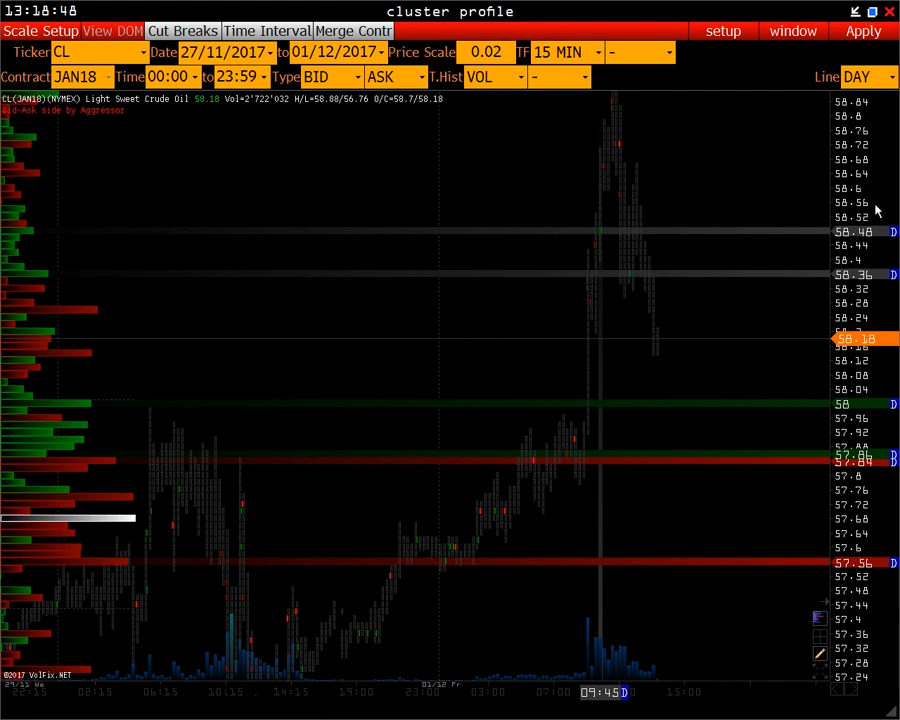 13:18:48 cluster profile
Scale Setup View DOM Cut Breaks Time Interval Merge Contr setup window Apply
Ticker CL Date 27/11/2017 to 01/12/2017 Price Scale 0.02 TF 15 MIN -
Contract JAN18 Time 00:00 to 23:59 Type BID ASK T.Hist VOL - Line DAY
CL(JAN18)(NYMEX) Light Sweet Crude Oil 58.18 Vol=2'722'032 H/L=58.88/56.76 O/C=58.7/58.18
Bid-Ask side by Aggressor
58.84
58.8
58.76
58.72
58.68
58.64
58.6
58.56
58.52
58.48 D
58.44
58.4
58.36 D
58.32
58.28
58.24
58.18
58.12
58.08
58.04
58 D
57.96
57.92
57.86 D
57.84 D
57.8
57.76
57.72
57.68
57.64
57.6
57.56 D
57.52
57.48
57.44
57.4
57.36
57.32
57.28
57.24
©2017 VolFix.NET
29/11 We 01/12 Fr
22:15 02:15 06:15 10:15 14:15 19:00 23:00 03:00 07:00 09:45 D 15:00